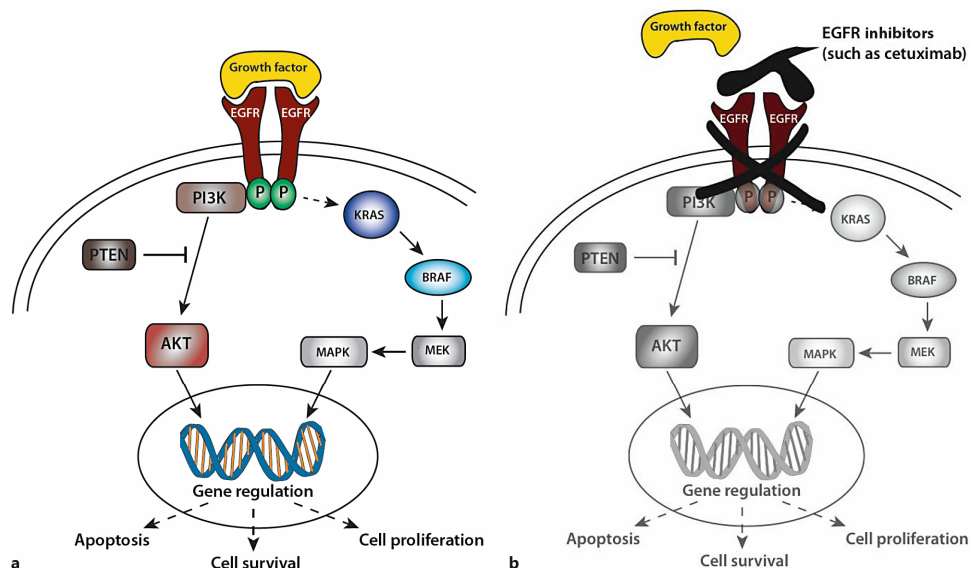 Growth factor
EGFR EGFR
PI3K P P
KRAS
PTEN
BRAF
AKT
MAPK
MEK
Gene regulation
Apoptosis
Cell survival
Cell proliferation
a
Growth factor
EGFR inhibitors
(such as cetuximab)
EGFR EGFR
PI3K P P
KRAS
PTEN
BRAF
AKT
MAPK
MEK
Gene regulation
Apoptosis
Cell survival
Cell proliferation
b